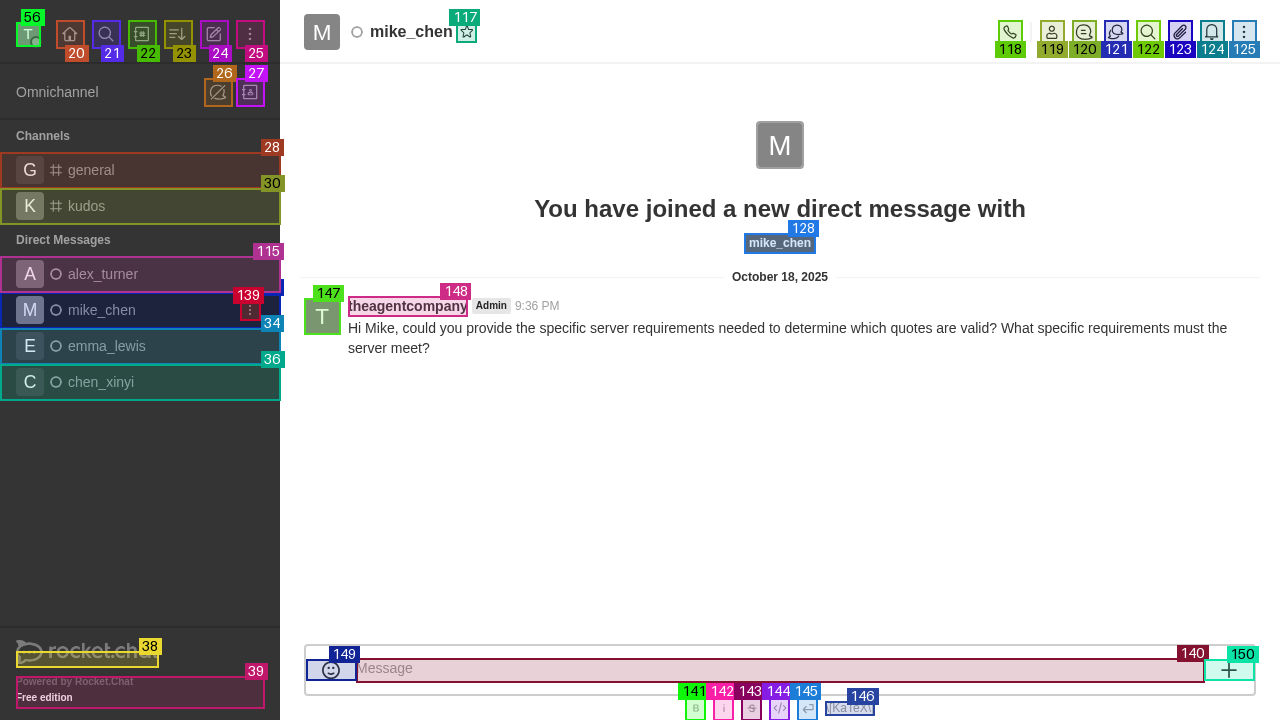 56
T
20
21
22
23
24
25
26
27
Omnichannel
Channels
28
G general
30
K kudos
Direct Messages
115
A alex_turner
139
M mike_chen
34
E emma_lewis
36
C chen_xinyi
38
rocket.cha
39
Powered by Rocket.Chat
Free edition
M mike_chen
117
118
119
120
121
122
123
124
125
M
You have joined a new direct message with
128
mike_chen
October 18, 2025
147
148
T
theagentcompany Admin 9:36 PM
Hi Mike, could you provide the specific server requirements needed to determine which quotes are valid? What specific requirements must the
server meet?
149
140
150
Message
141
142
143
144
145
146
B
i
S
\(KaTeX\)